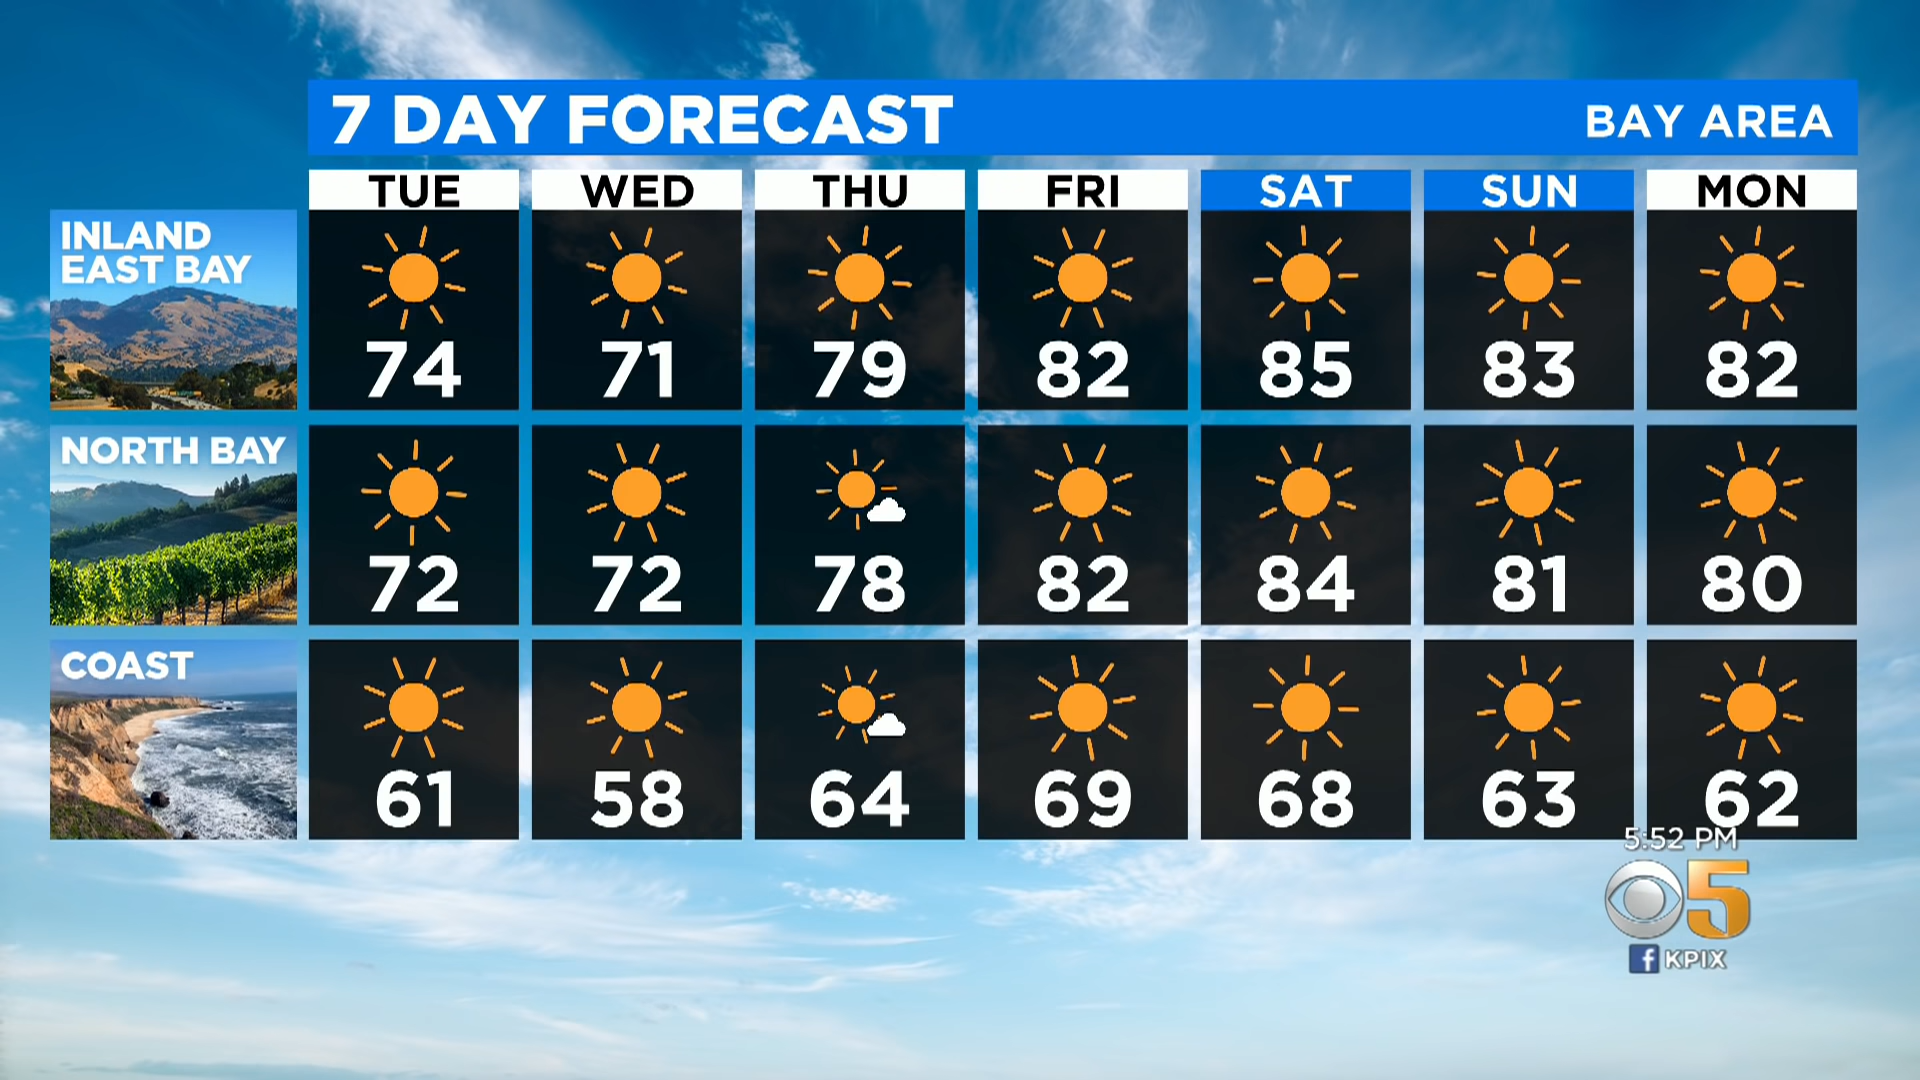 7 DAY FORECAST BAY AREA
TUE WED THU FRI SAT SUN MON
INLAND
EAST BAY
74 71 79 82 85 83 82
NORTH BAY
72 72 78 82 84 81 80
COAST
61 58 64 69 68 63 62
5:52 PM
5
f KPIX